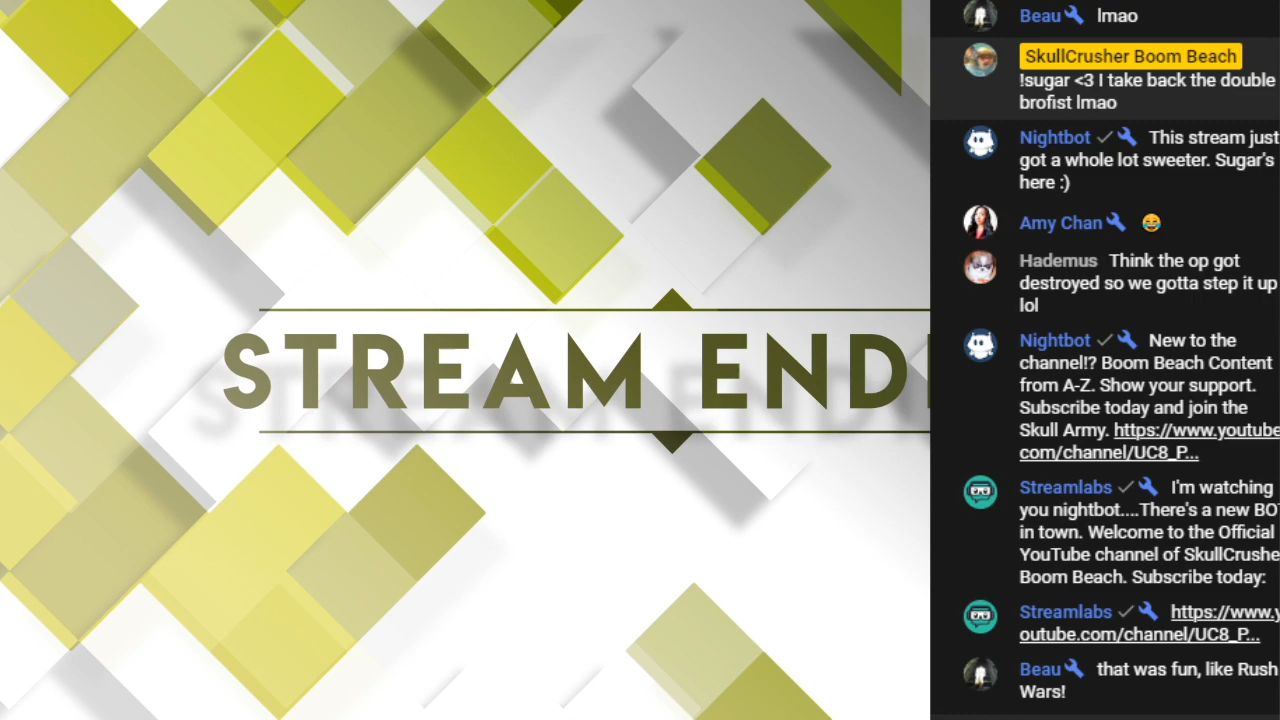 STREAM END
Beau lmao
SkullCrusher Boom Beach
!sugar <3 I take back the double
brofist lmao
Nightbot This stream just
got a whole lot sweeter. Sugar's
here :)
Amy Chan 😂
Hademus Think the op got
destroyed so we gotta step it up
lol
Nightbot New to the
channel!? Boom Beach Content
from A-Z. Show your support.
Subscribe today and join the
Skull Army. https://www.youtube
com/channel/UC8_P...
Streamlabs I'm watching
you nightbot....There's a new BO
in town. Welcome to the Official
YouTube channel of SkullCrushe
Boom Beach. Subscribe today:
Streamlabs https://www.y
outube.com/channel/UC8_P...
Beau that was fun, like Rush
Wars!